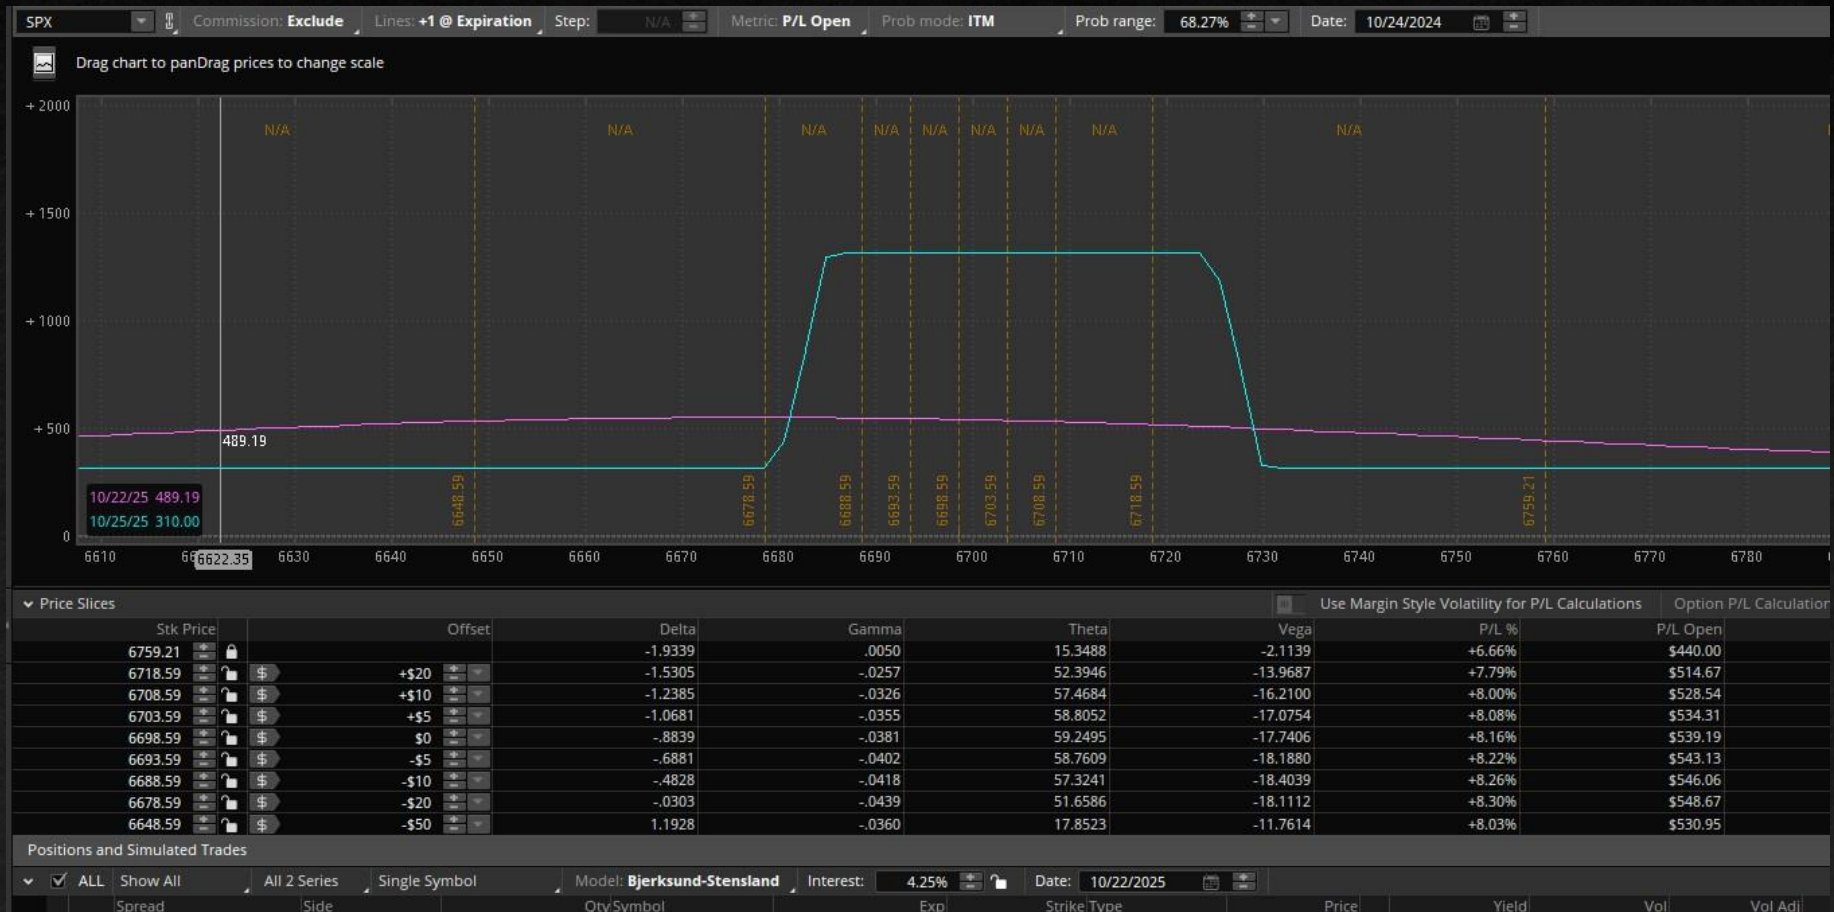 SPX Commission: Exclude Lines: +1 @ Expiration Step: N/A Metric: P/L Open Prob mode: ITM Prob range: 68.27% Date: 10/24/2024
Drag chart to panDrag prices to change scale
+ 2000
N/A N/A N/A N/A N/A N/A N/A N/A N/A
+ 1500
+ 1000
+ 500
489.19
6648.59 6678.59 6688.59 6693.59 6698.59 6703.59 6708.59 6718.59 6759.21
10/22/25 489.19
10/25/25 310.00
0
6610 6622.35 6630 6640 6650 6660 6670 6680 6690 6700 6710 6720 6730 6740 6750 6760 6770 6780
Price Slices Use Margin Style Volatility for P/L Calculations Option P/L
Stk Price Offset Delta Gamma Theta Vega P/L % P/L Open
6759.21 -1.9339 .0050 15.3488 -2.1139 +6.66% $440.00
6718.59 $ +$20 -1.5305 -.0257 52.3946 -13.9687 +7.79% $514.67
6708.59 $ +$10 -1.2385 -.0326 57.4684 -16.2100 +8.00% $528.54
6703.59 $ +$5 -1.0681 -.0355 58.8052 -17.0754 +8.08% $534.31
6698.59 $ $0 -.8839 -.0381 59.2495 -17.7406 +8.16% $539.19
6693.59 $ -$5 -.6881 -.0402 58.7609 -18.1880 +8.22% $543.13
6688.59 $ -$10 -.4828 -.0418 57.3241 -18.4039 +8.26% $546.06
6678.59 $ -$20 -.0303 -.0439 51.6586 -18.1112 +8.30% $548.67
6648.59 $ -$50 1.1928 -.0360 17.8523 -11.7614 +8.03% $530.95
Positions and Simulated Trades
ALL Show All All 2 Series Single Symbol Model: Bjerksund-Stensland Interest: 4.25% Date: 10/22/2025
Spread Side Qty Symbol Exp Strike Type Price Yield Vol Vol Adj